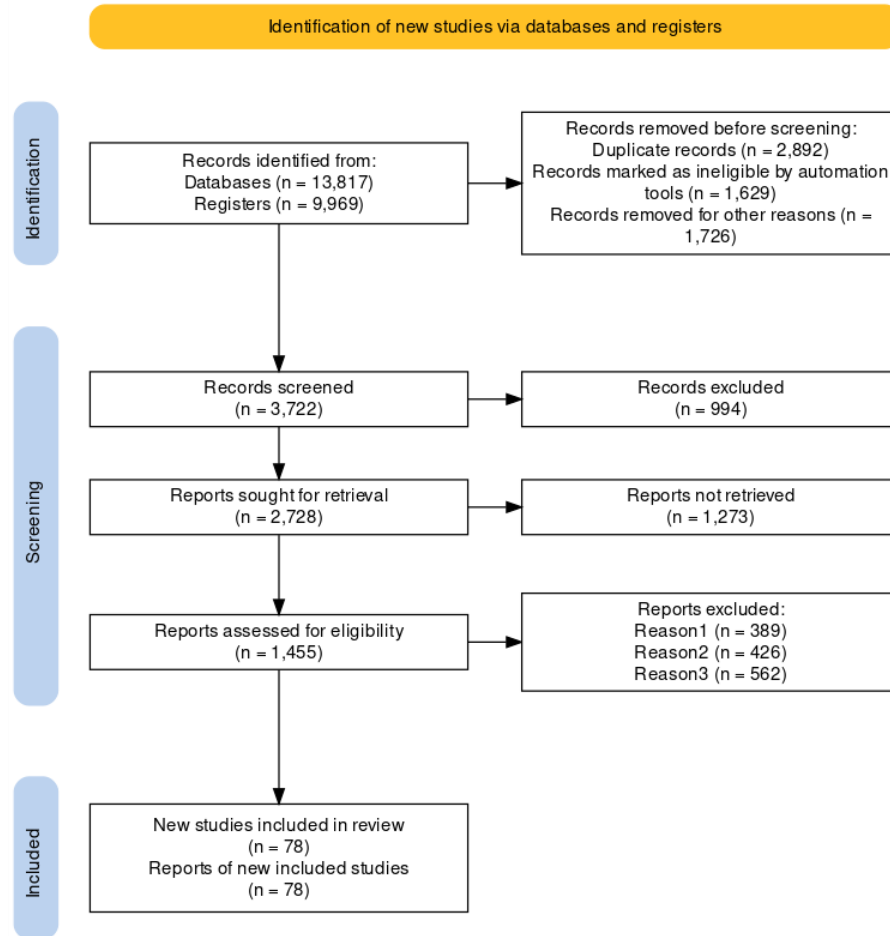 Identification of new studies via databases and registers
Identification
Records identified from:
Databases (n = 13,817)
Registers (n = 9,969)
Records removed before screening:
Duplicate records (n = 2,892)
Records marked as ineligible by automation
tools (n = 1,629)
Records removed for other reasons (n =
1,726)
Screening
Records screened
(n = 3,722)
Records excluded
(n = 994)
Reports sought for retrieval
(n = 2,728)
Reports not retrieved
(n = 1,273)
Reports assessed for eligibility
(n = 1,455)
Reports excluded:
Reason1 (n = 389)
Reason2 (n = 426)
Reason3 (n = 562)
Included
New studies included in review
(n = 78)
Reports of new included studies
(n = 78)